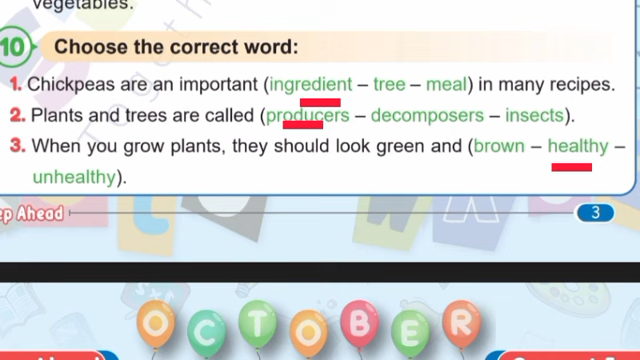 vegetables.
10 Choose the correct word:
1. Chickpeas are an important (ingredient – tree – meal) in many recipes.
2. Plants and trees are called (producers – decomposers – insects).
3. When you grow plants, they should look green and (brown – healthy –
unhealthy).
ep Ahead
3
OCTOBER